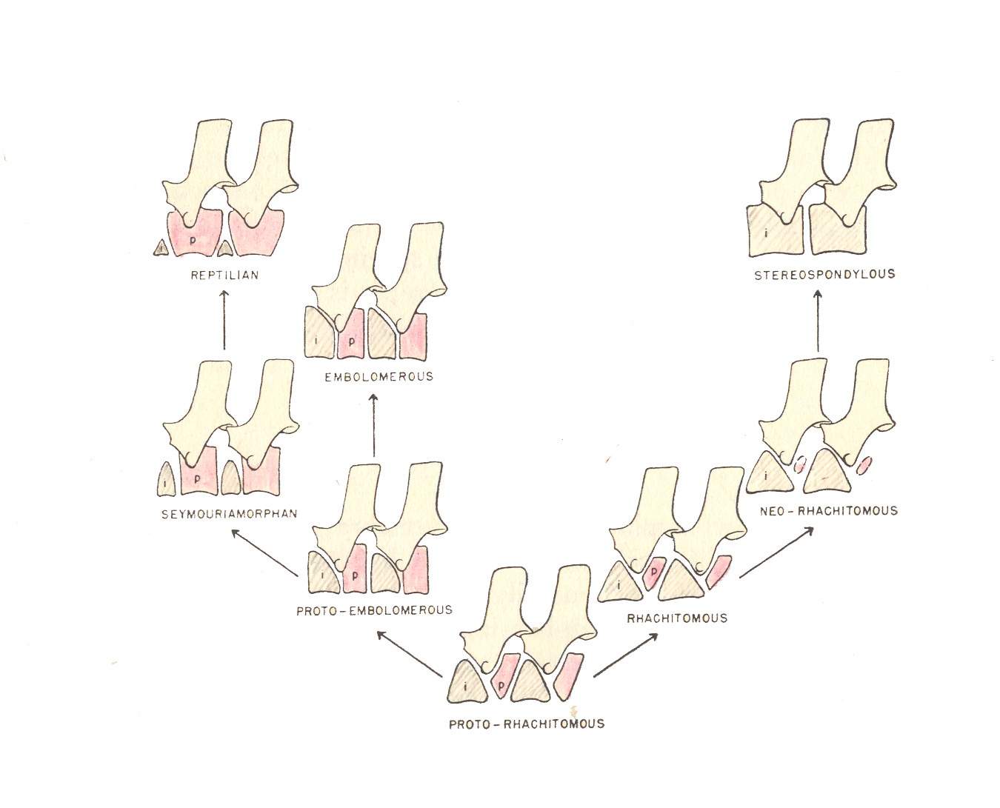 i
p
REPTILIAN
i
STEREOSPONDYLOUS
i
p
EMBOLOMEROUS
i
p
SEYMOURIAMORPHAN
i
NEO-RHACHITOMOUS
i
p
PROTO-EMBOLOMEROUS
i
p
RHACHITOMOUS
i
p
PROTO-RHACHITOMOUS